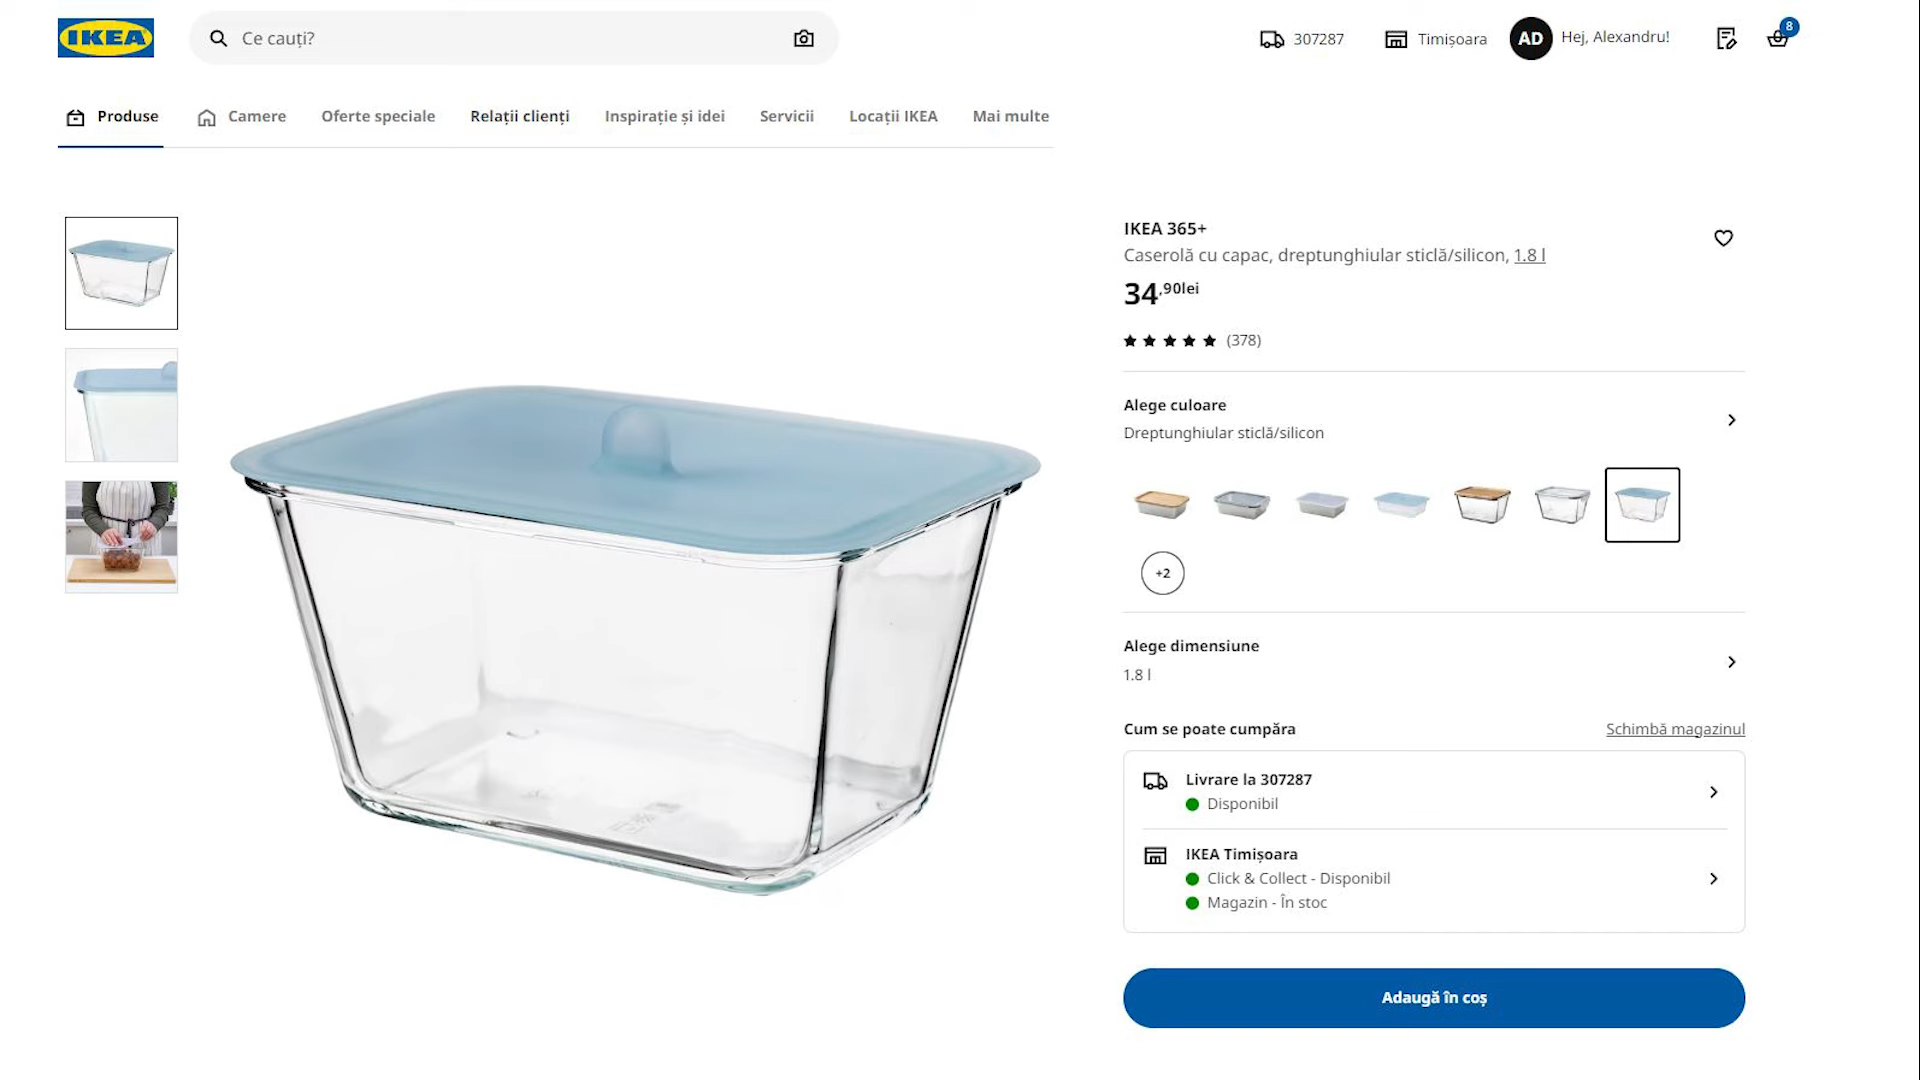 IKEA
Ce cauți?
307287
Timișoara
AD
Hej, Alexandru!
8
Produse
Camere
Oferte speciale
Relații clienți
Inspirație și idei
Servicii
Locații IKEA
Mai multe
IKEA 365+
Caserolă cu capac, dreptunghiular sticlă/silicon, 1.8 l
34,90lei
(378)
Alege culoare
Dreptunghiular sticlă/silicon
+2
Alege dimensiune
1.8 l
Cum se poate cumpăra
Schimbă magazinul
Livrare la 307287
Disponibil
IKEA Timișoara
Click & Collect - Disponibil
Magazin - În stoc
Adaugă în coș